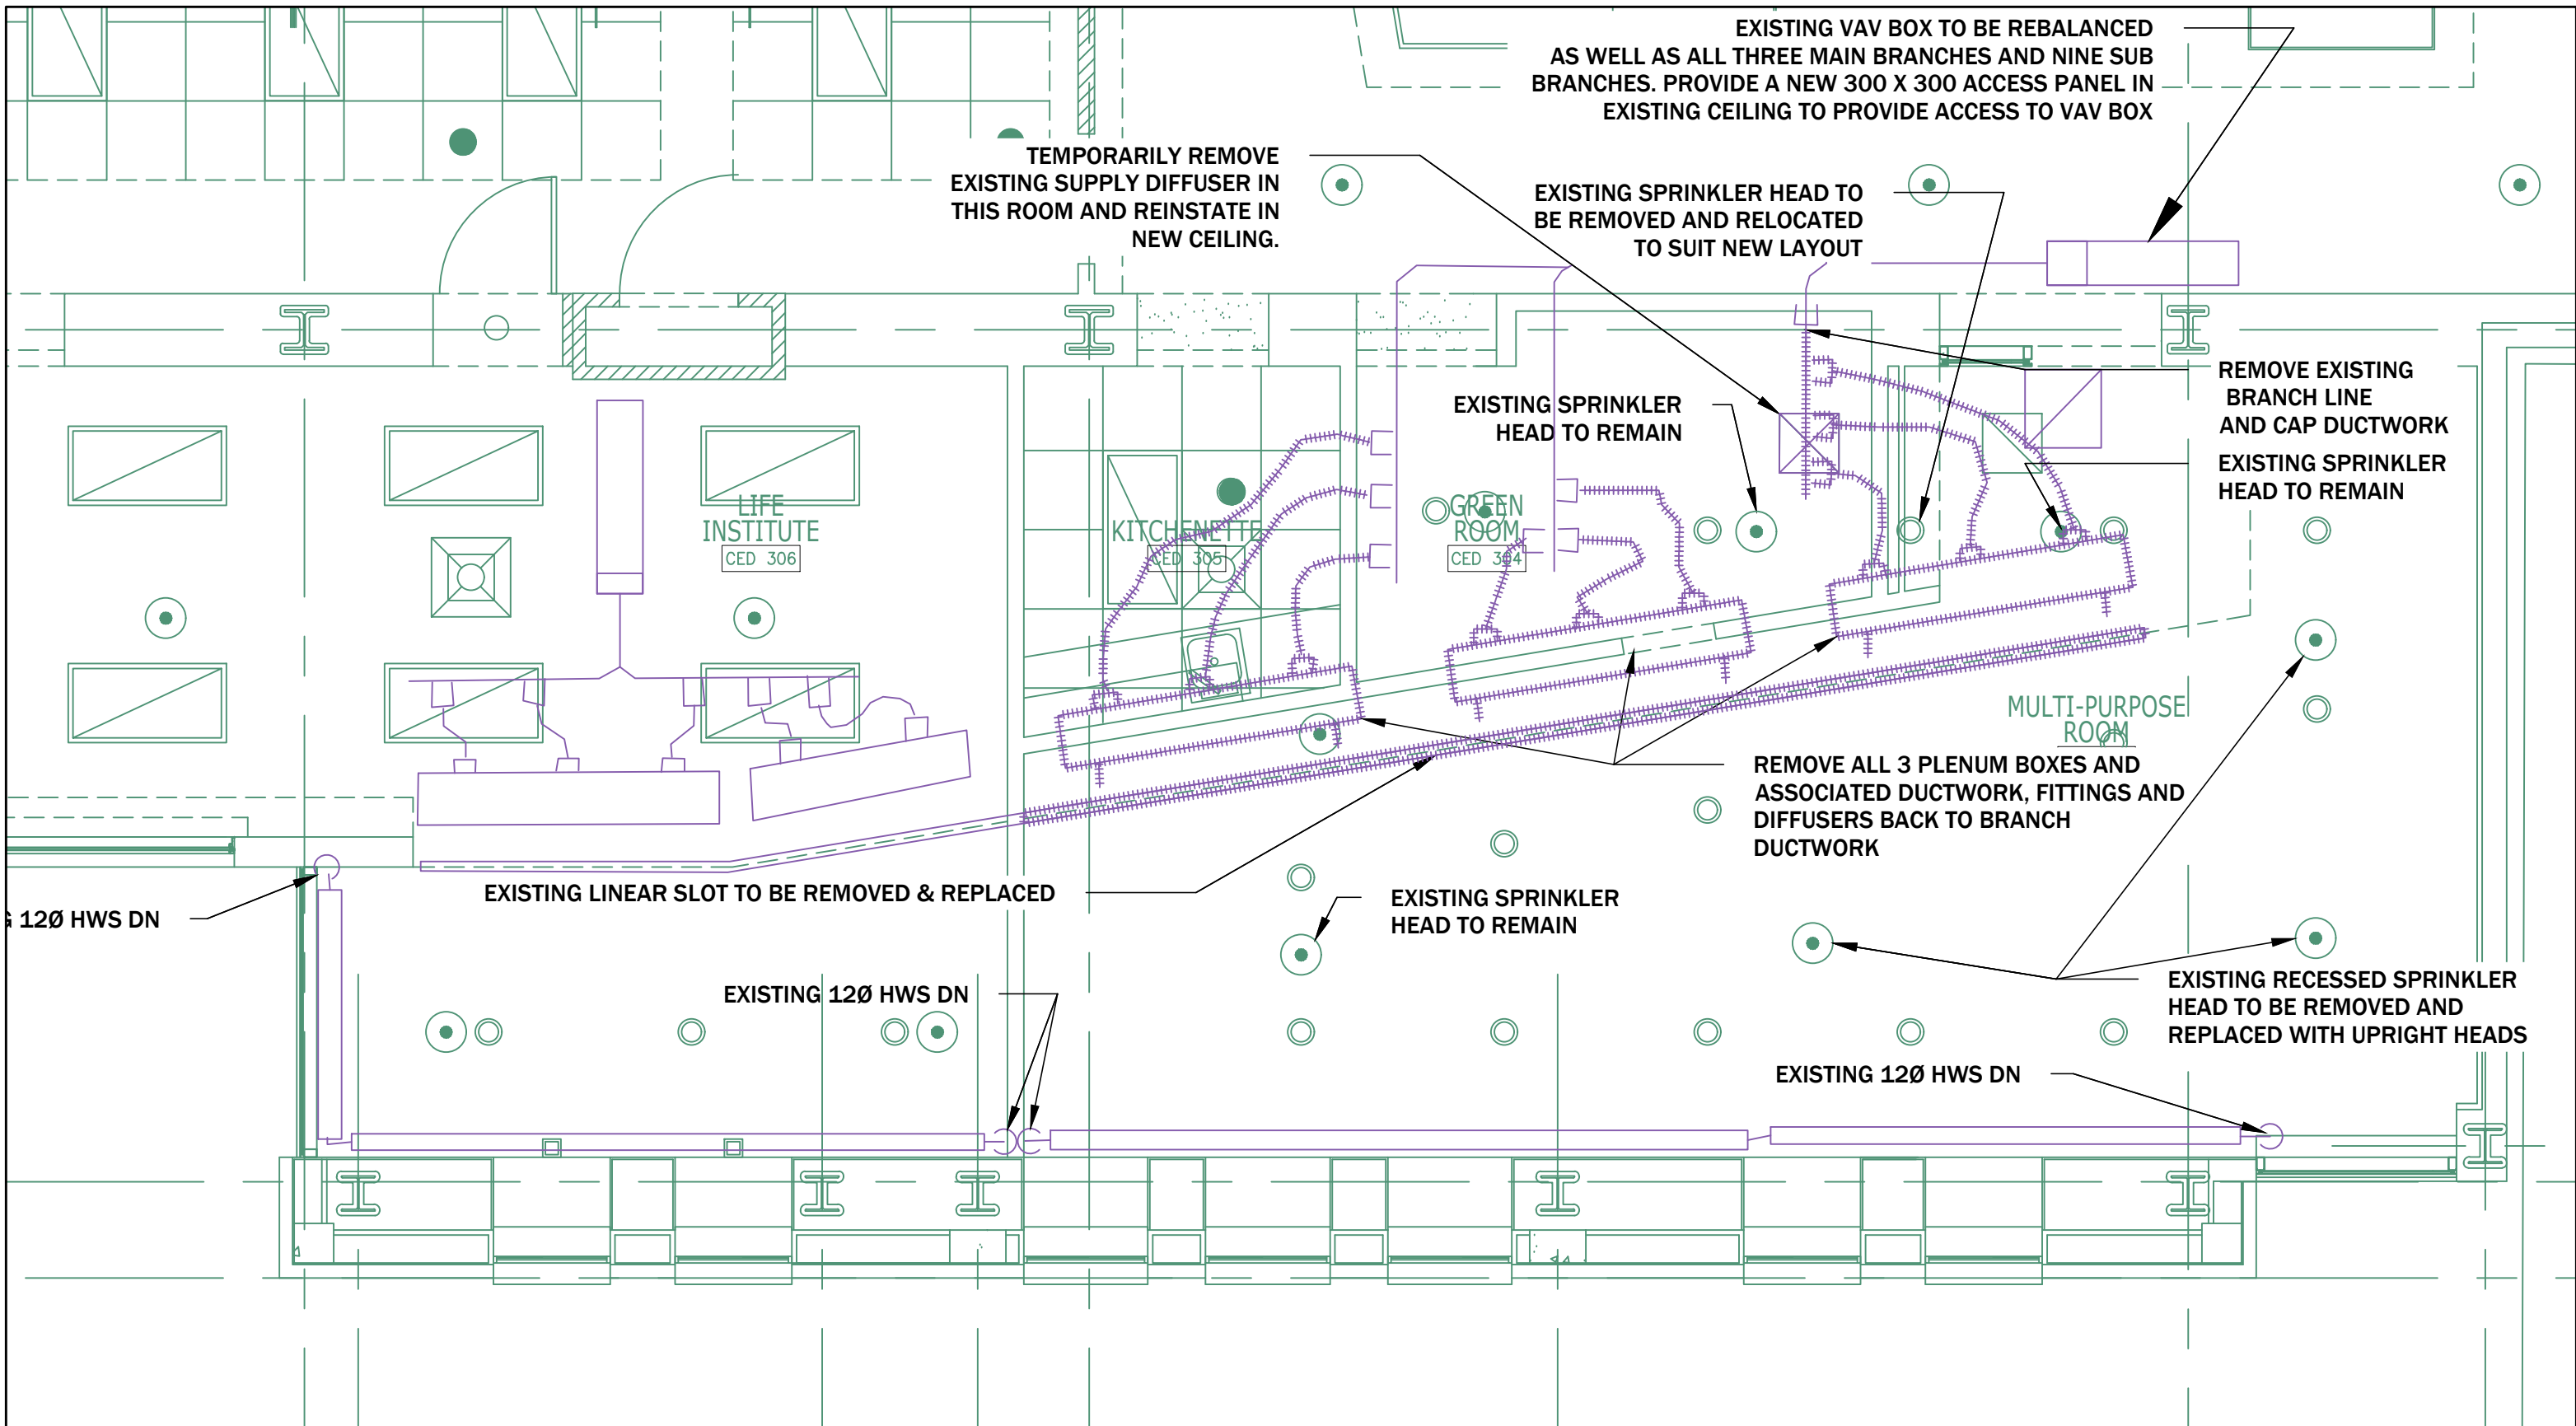 EXISTING VAV BOX TO BE REBALANCED
AS WELL AS ALL THREE MAIN BRANCHES AND NINE SUB
BRANCHES. PROVIDE A NEW 300 X 300 ACCESS PANEL IN
EXISTING CEILING TO PROVIDE ACCESS TO VAV BOX
TEMPORARILY REMOVE
EXISTING SUPPLY DIFFUSER IN
THIS ROOM AND REINSTATE IN
NEW CEILING.
EXISTING SPRINKLER HEAD TO
BE REMOVED AND RELOCATED
TO SUIT NEW LAYOUT
REMOVE EXISTING
BRANCH LINE
AND CAP DUCTWORK
EXISTING SPRINKLER
HEAD TO REMAIN
EXISTING SPRINKLER
HEAD TO REMAIN
LIFE
INSTITUTE
CED 306
KITCHENETTE
CED 305
GREEN
ROOM
CED 304
MULTI-PURPOSE
ROOM
REMOVE ALL 3 PLENUM BOXES AND
ASSOCIATED DUCTWORK, FITTINGS AND
DIFFUSERS BACK TO BRANCH
DUCTWORK
EXISTING LINEAR SLOT TO BE REMOVED & REPLACED
EXISTING SPRINKLER
HEAD TO REMAIN
12Ø HWS DN
EXISTING 12Ø HWS DN
EXISTING RECESSED SPRINKLER
HEAD TO BE REMOVED AND
REPLACED WITH UPRIGHT HEADS
EXISTING 12Ø HWS DN